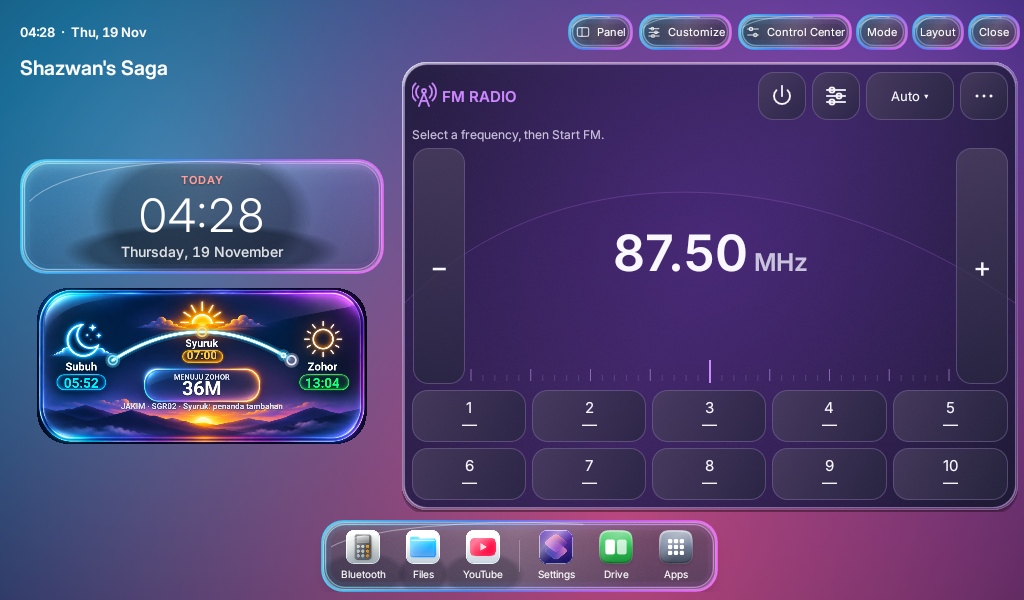 04:28 · Thu, 19 Nov
Panel
Customize
Control Center
Mode
Layout
Close
Shazwan's Saga
FM RADIO
Auto ▾
Select a frequency, then Start FM.
TODAY
04:28
Thursday, 19 November
Subuh
05:52
Syuruk
07:00
Zohor
13:04
MENUJU ZOHOR
36M
JAKIM · SGR02 · Syuruk: penanda tambahan
−
87.50 MHz
+
1
—
2
—
3
—
4
—
5
—
6
—
7
—
8
—
9
—
10
—
Bluetooth
Files
YouTube
Settings
Drive
Apps